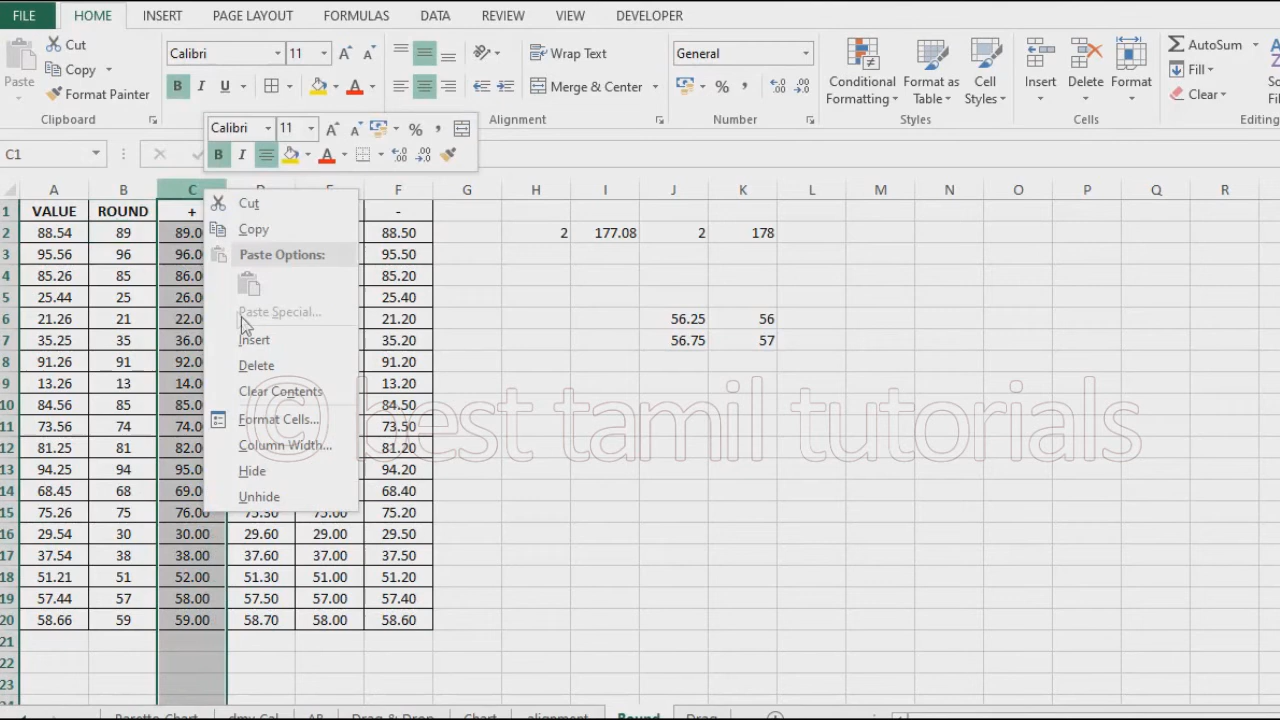 FILE HOME INSERT PAGE LAYOUT FORMULAS DATA REVIEW VIEW DEVELOPER
Cut
Copy
Format Painter
Paste
Clipboard
Calibri 11
B I U
Wrap Text
Merge & Center
Alignment
General
%
Number
Conditional Formatting
Format as Table
Cell Styles
Styles
Insert Delete Format
Cells
AutoSum
Fill
Clear
Editing
Calibri 11
B I
C1
A B C F G H I J K L M N O P Q R
1 VALUE ROUND + -
2 88.54 89 89.0 88.50 2 177.08 2 178
3 95.56 96 96.0 95.50
4 85.26 85 86.0 85.20
5 25.44 25 26.0 25.40
6 21.26 21 22.0 21.20 56.25 56
7 35.25 35 36.0 35.20 56.75 57
8 91.26 91 92.0 91.20
9 13.26 13 14.0 13.20
10 84.56 85 85.0 84.50
11 73.56 74 74.0 73.50
12 81.25 81 82.0 81.20
13 94.25 94 95.0 94.20
14 68.45 68 69.0 68.40
15 75.26 75 76.00 75.30 75.00 75.20
16 29.54 30 30.00 29.60 29.00 29.50
17 37.54 38 38.00 37.60 37.00 37.50
18 51.21 51 52.00 51.30 51.00 51.20
19 57.44 57 58.00 57.50 57.00 57.40
20 58.66 59 59.00 58.70 58.00 58.60
21
22
23
Cut
Copy
Paste Options:
Paste Special...
Insert
Delete
Clear Contents
Format Cells...
Column Width...
Hide
Unhide
© best tamil tutorials
Paretto Chart dmy Cal AB Drag & Drop Chart alignment Round Drag